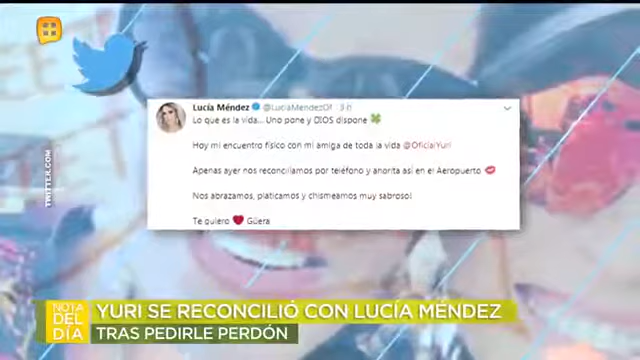 Lucía Méndez @LuciaMendezOf · 3 h
Lo que es la vida... Uno pone y DIOS dispone 🍀
Hoy mi encuentro físico con mi amiga de toda la vida @OficialYuri
Apenas ayer nos reconciliamos por teléfono y ahorita así en el Aeropuerto 💋
Nos abrazamos, platicamos y chismeamos muy sabroso!
Te quiero ❤ Güera
TWITTER.COM
NOTA
DEL
DÍA
YURI SE RECONCILIÓ CON LUCÍA MÉNDEZ
TRAS PEDIRLE PERDÓN